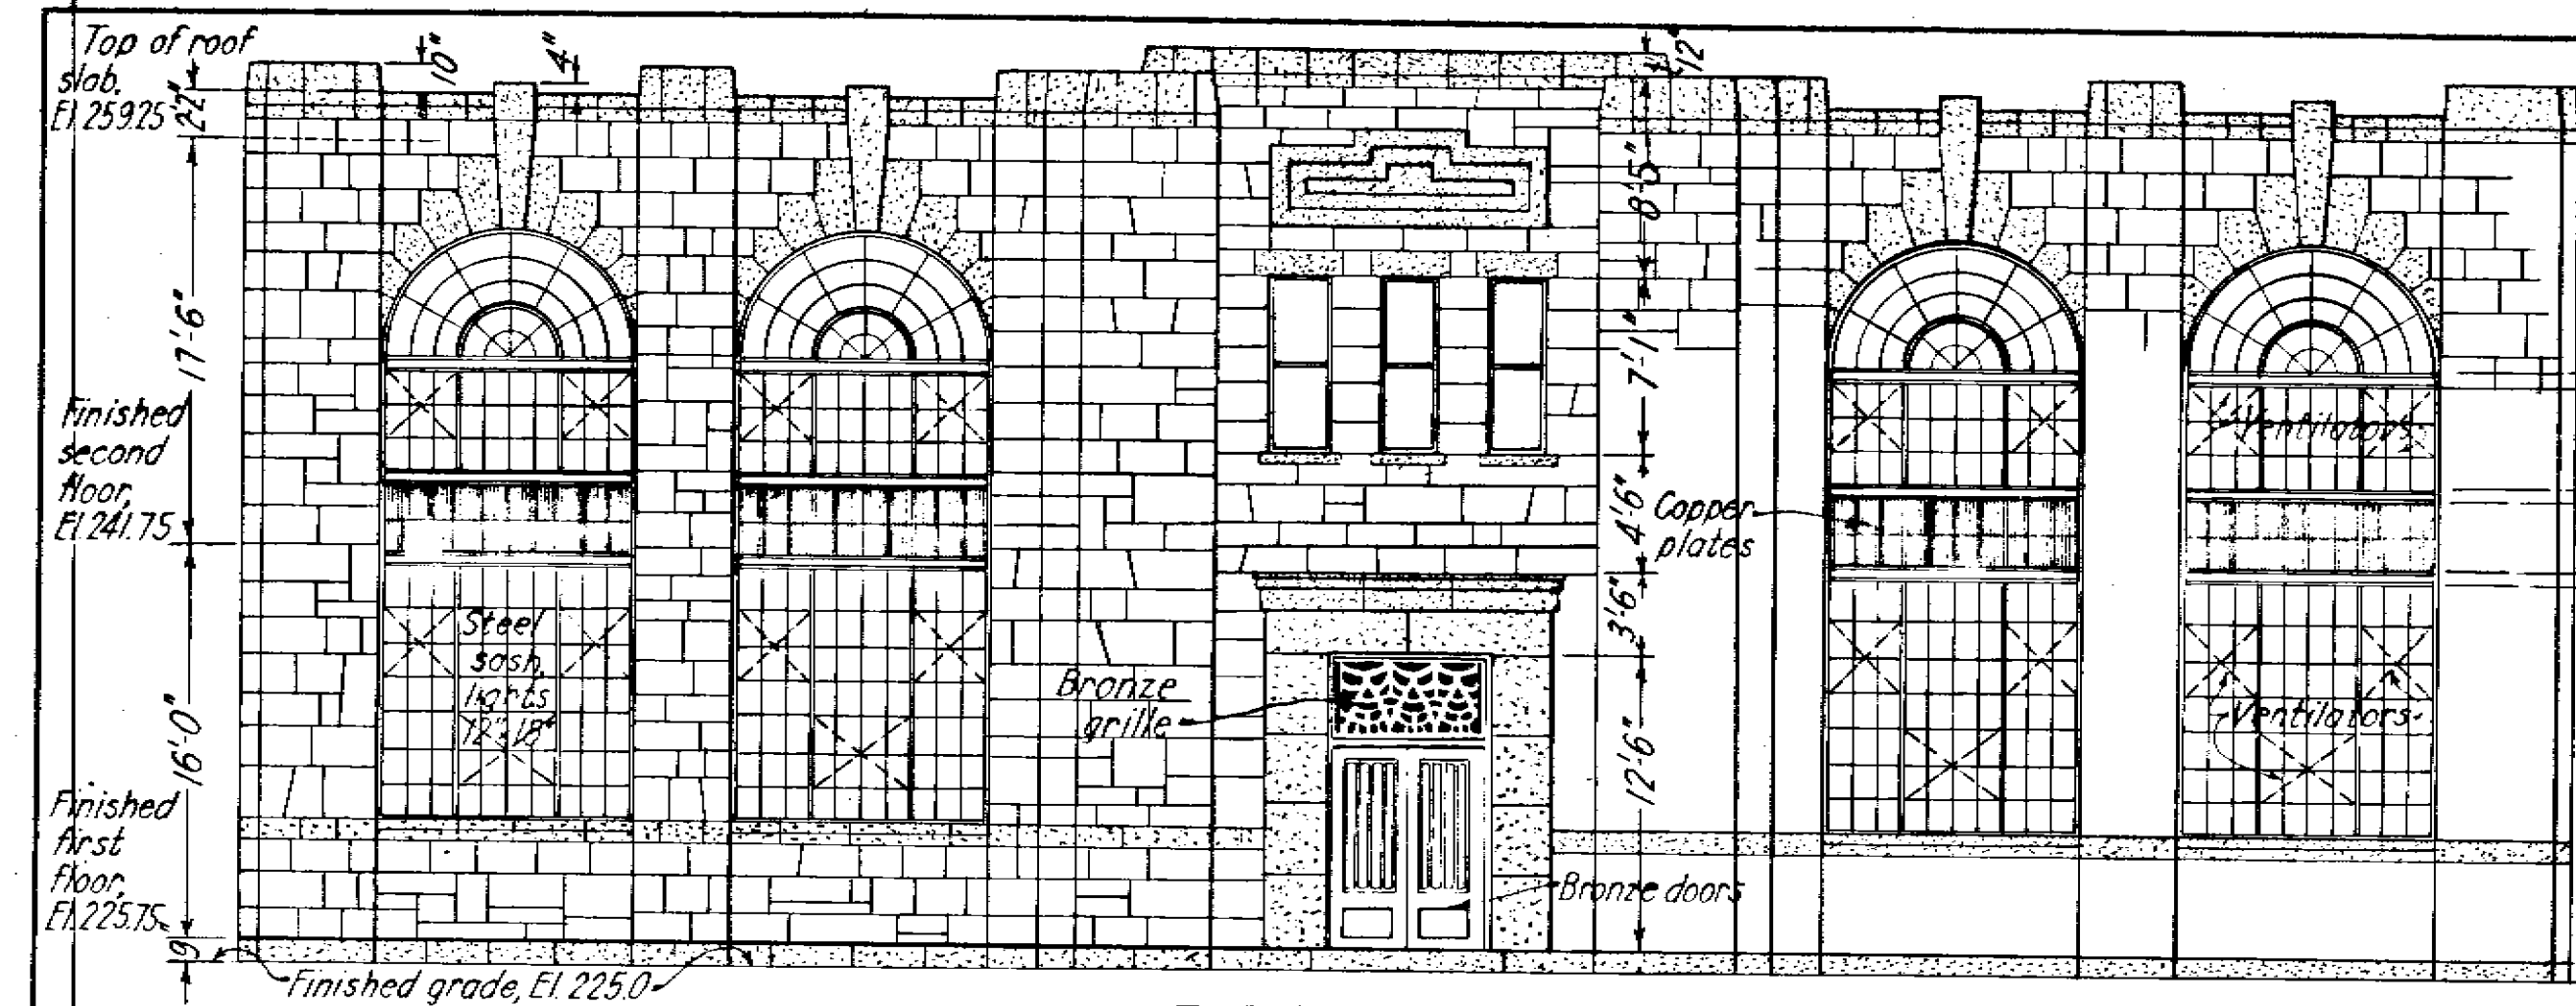 Top of roof
slab,
El.259.25
22"
10"
4"
12"
17'-6"
8'-5"
7'-1"
Finished
second
floor,
El.241.75
Ventilators
4'-6"
Copper
plates
3'-6"
Steel
sash,
lights
12"x18"
Bronze
grille
Ventilators
16'-0"
12'-6"
Finished
first
floor,
El.225.75
Bronze doors
9"
Finished grade, El. 225.0